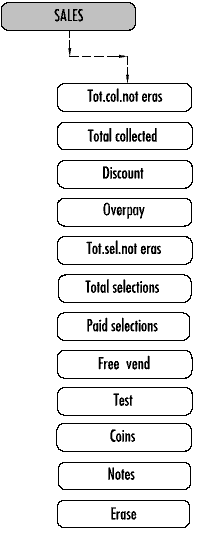 SALES
Tot.col.not eras
Total collected
Discount
Overpay
Tot.sel.not eras
Total selections
Paid selections
Free vend
Test
Coins
Notes
Erase